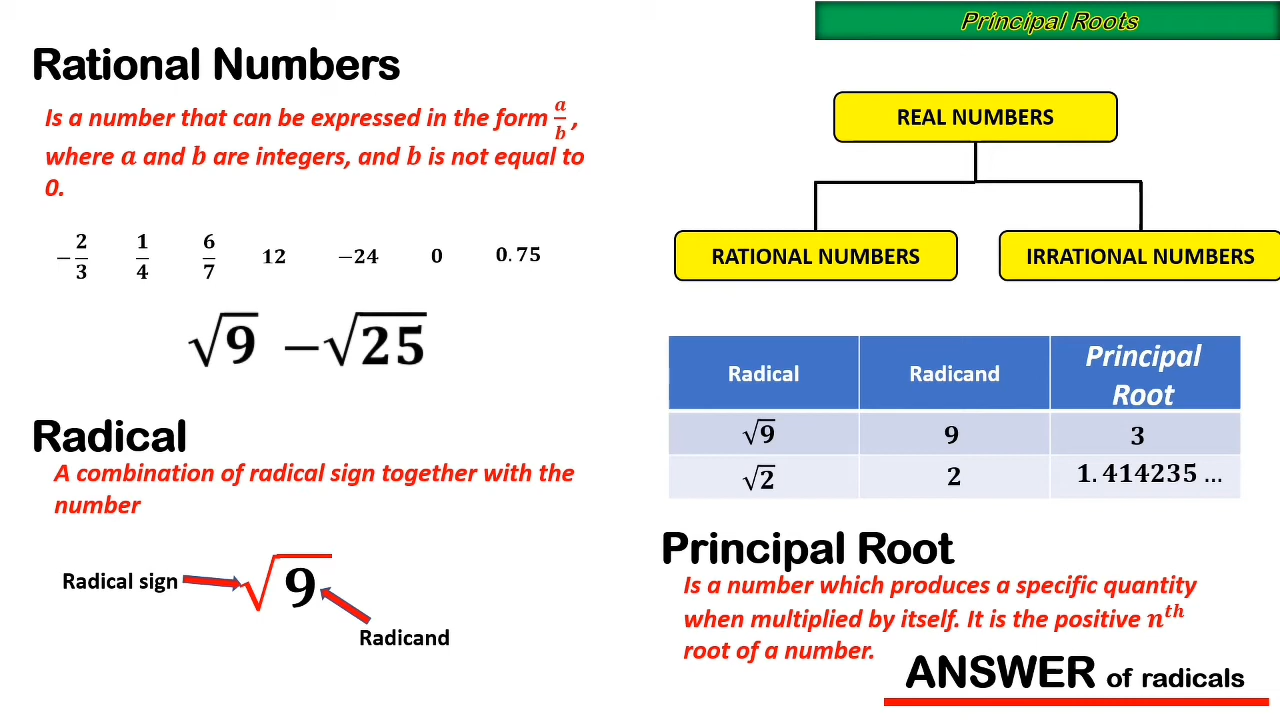 Principal Roots
Rational Numbers
Is a number that can be expressed in the form a/b,
where a and b are integers, and b is not equal to
0.
−2/3 1/4 6/7 12 −24 0 0.75
√9 −√25
Radical
A combination of radical sign together with the
number
Radical sign
√9
Radicand
REAL NUMBERS
RATIONAL NUMBERS IRRATIONAL NUMBERS
Radical Radicand Principal Root
√9 9 3
√2 2 1.414235...
Principal Root
Is a number which produces a specific quantity
when multiplied by itself. It is the positive nᵗʰ
root of a number.
ANSWER of radicals